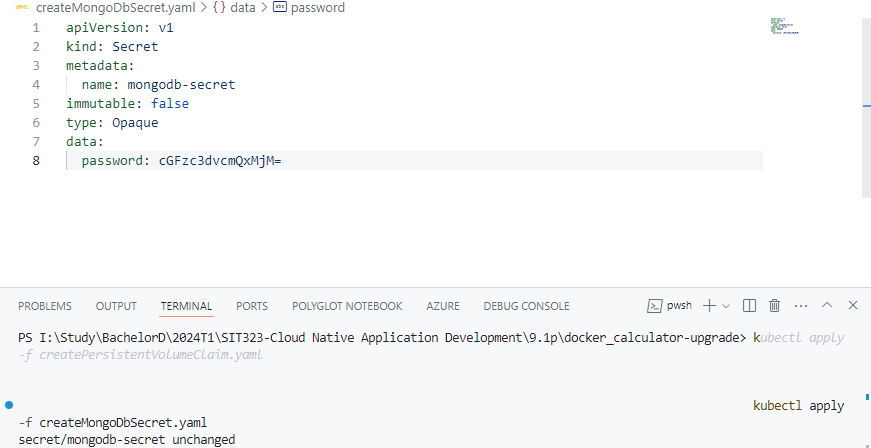 createMongoDbSecret.yaml > {} data > abc password
1 apiVersion: v1
2 kind: Secret
3 metadata:
4 name: mongodb-secret
5 immutable: false
6 type: Opaque
7 data:
8 password: cGFzc3dvcmQxMjM=
PROBLEMS OUTPUT TERMINAL PORTS POLYGLOT NOTEBOOK AZURE DEBUG CONSOLE pwsh
PS I:\Study\BachelorD\2024T1\SIT323-Cloud Native Application Development\9.1p\docker_calculator-upgrade> kubectl apply
-f createPersistentVolumeClaim.yaml
kubectl apply
-f createMongoDbSecret.yaml
secret/mongodb-secret unchanged